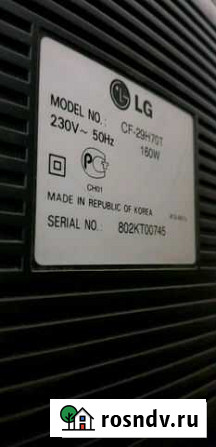 LG
MODEL NO.: CF-29H70T
230V~ 50Hz 160W
PC
CH01
MADE IN REPUBLIC OF KOREA
SERIAL NO.: 802KT00745
rosndv.ru